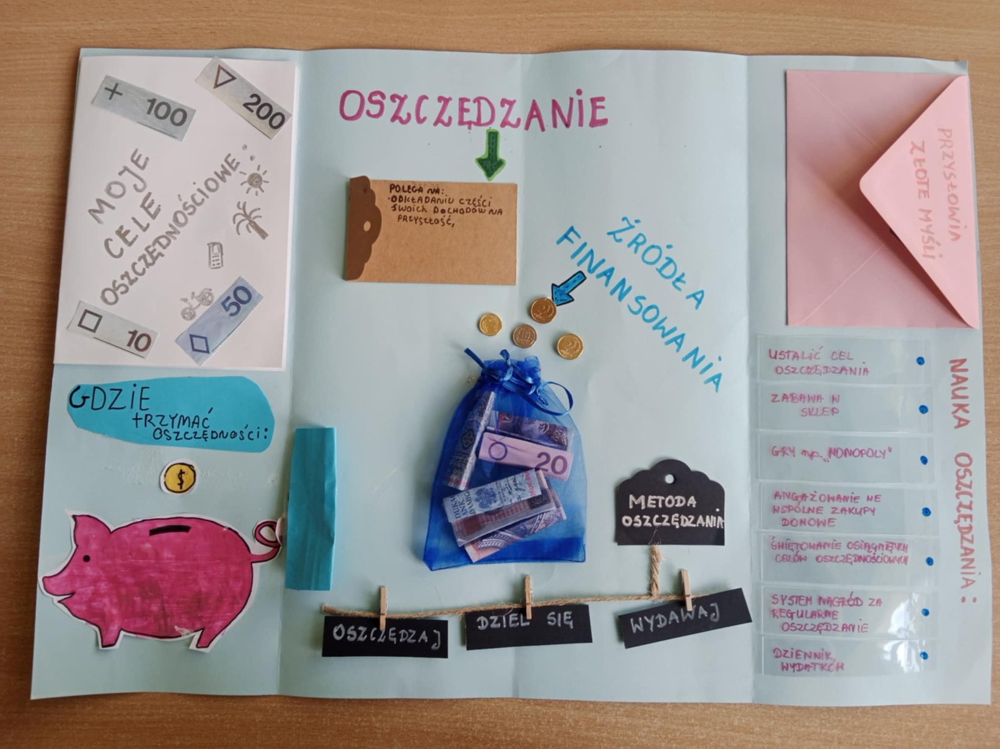 100
200
MOJE
CELE
OSZCZĘDNOŚCIOWE:
10
50
GDZIE
TRZYMAĆ
OSZCZĘDNOŚCI:
$
OSZCZĘDZANIE
POLEGA NA:
·ODKŁADANIU CZĘŚCI
SWOICH DOCHODÓW NA
PRZYSZŁOŚĆ,
ŹRÓDŁA
FINANSOWANIA
20
METODA
OSZCZĘDZANIA
OSZCZĘDZAJ
DZIEL SIĘ
WYDAWAJ
PRZYSŁOWIA
ZŁOTE MYŚLI
NAUKA OSZCZĘDZANIA:
USTALIĆ CEL
OSZCZĘDZANIA
ZABAWA W
SKLEP
GRY np. „MONOPOLY"
ANGAŻOWANIE WE
WSPÓLNE ZAKUPY
DOMOWE
ŚWIĘTOWANIE OSIĄGNIĘTYCH
CELÓW OSZCZĘDNOŚCIOWYCH
SYSTEM NAGRÓD ZA
REGULARNE
OSZCZĘDZANIE
DZIENNIK
WYDATKÓW